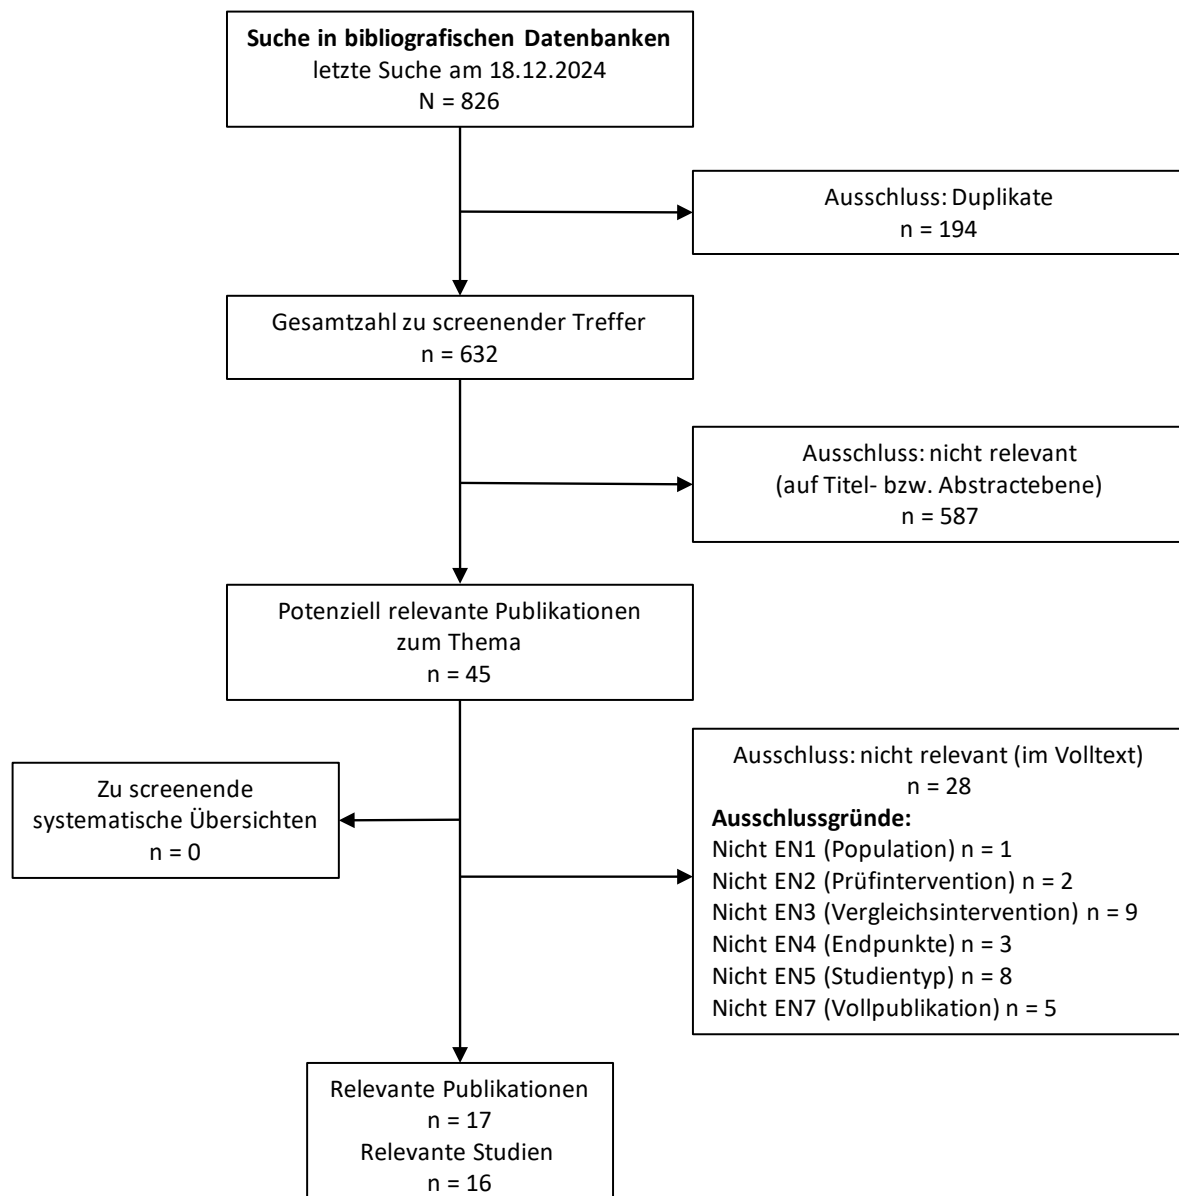 Suche in bibliografischen Datenbanken
letzte Suche am 18.12.2024
N = 826
Ausschluss: Duplikate
n = 194
Gesamtzahl zu screenender Treffer
n = 632
Ausschluss: nicht relevant
(auf Titel- bzw. Abstractebene)
n = 587
Potenziell relevante Publikationen
zum Thema
n = 45
Zu screenende
systematische Übersichten
n = 0
Ausschluss: nicht relevant (im Volltext)
n = 28
Ausschlussgründe:
Nicht EN1 (Population) n = 1
Nicht EN2 (Prüfintervention) n = 2
Nicht EN3 (Vergleichsintervention) n = 9
Nicht EN4 (Endpunkte) n = 3
Nicht EN5 (Studientyp) n = 8
Nicht EN7 (Vollpublikation) n = 5
Relevante Publikationen
n = 17
Relevante Studien
n = 16